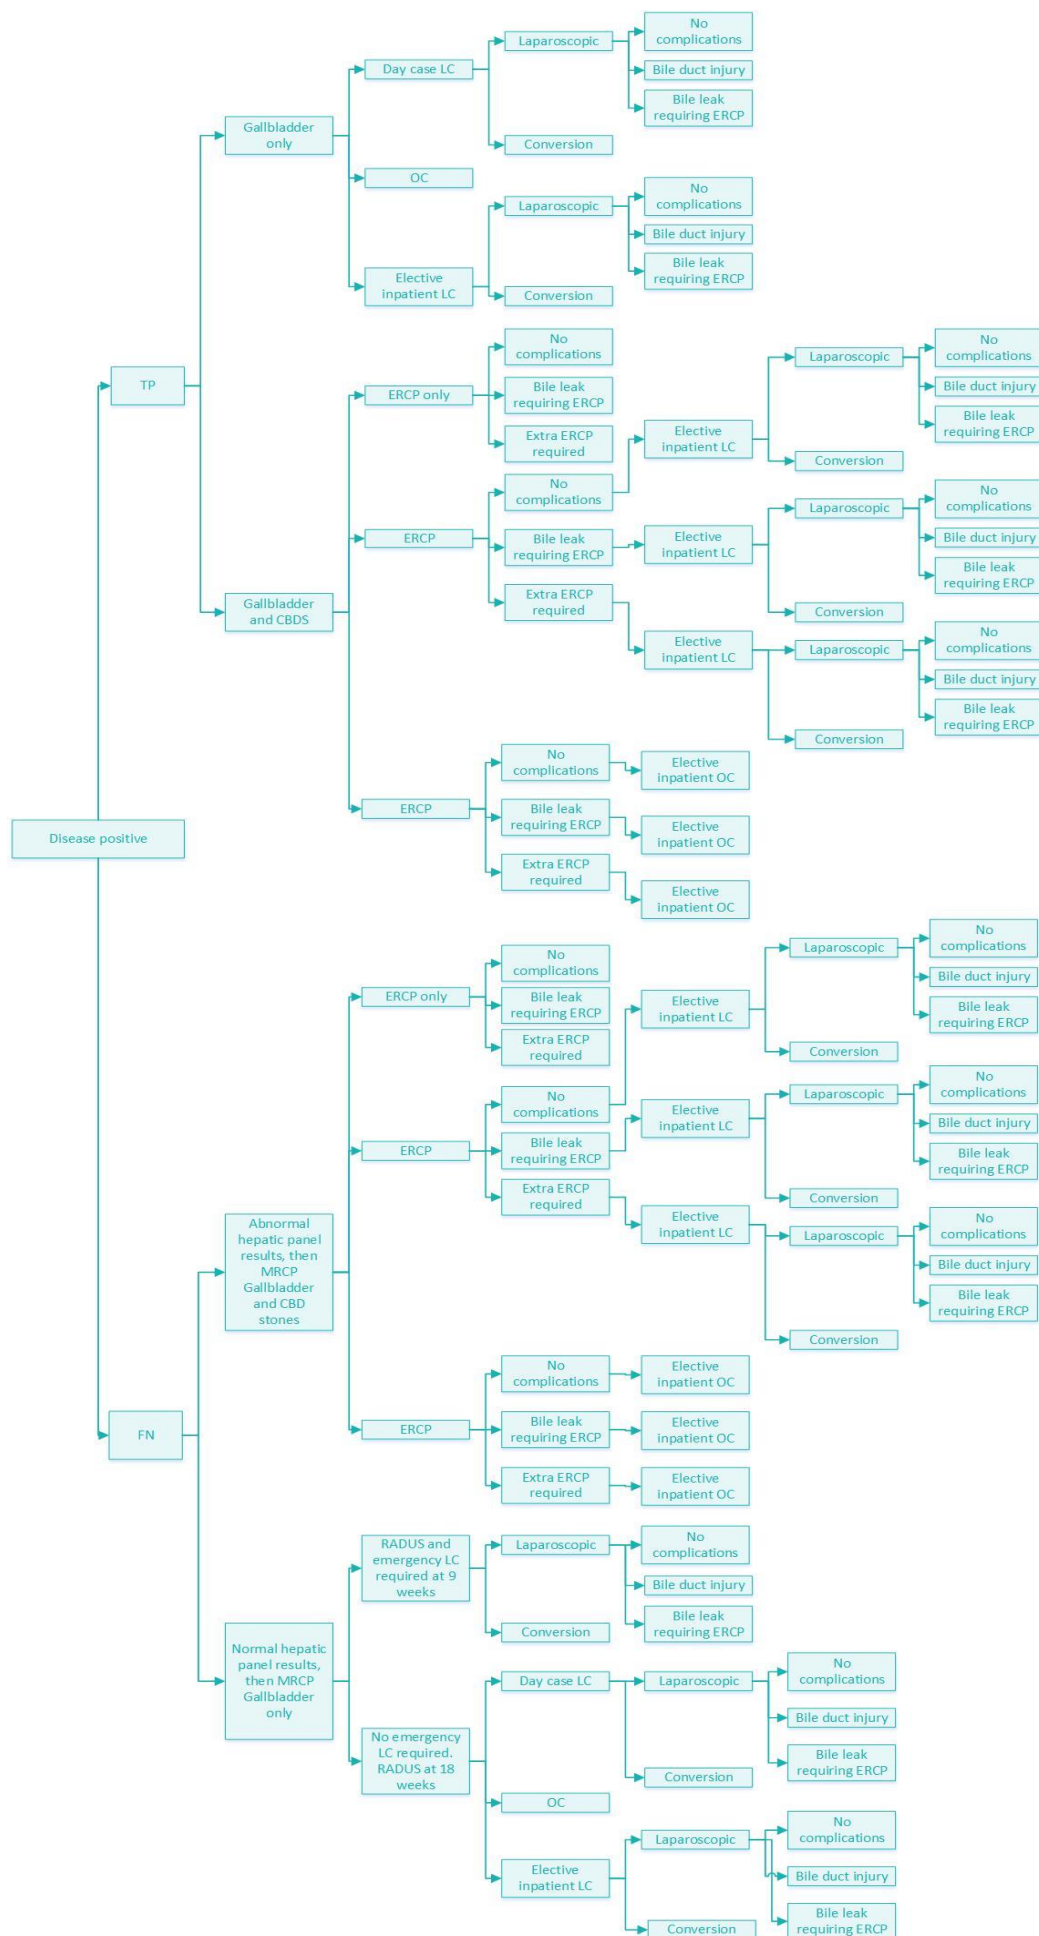 Disease positive
TP
Gallbladder
only
Day case LC
Laparoscopic
No
complications
Bile duct injury
Bile leak
requiring ERCP
Conversion
OC
Elective
inpatient LC
Laparoscopic
No
complications
Bile duct injury
Bile leak
requiring ERCP
Conversion
Gallbladder
and CBDS
ERCP only
No
complications
Bile leak
requiring ERCP
Extra ERCP
required
ERCP
No
complications
Elective
inpatient LC
Laparoscopic
No
complications
Bile duct injury
Bile leak
requiring ERCP
Conversion
Bile leak
requiring ERCP
Elective
inpatient LC
Laparoscopic
No
complications
Bile duct injury
Bile leak
requiring ERCP
Conversion
Extra ERCP
required
Elective
inpatient LC
Laparoscopic
No
complications
Bile duct injury
Bile leak
requiring ERCP
Conversion
ERCP
No
complications
Elective
inpatient OC
Bile leak
requiring ERCP
Elective
inpatient OC
Extra ERCP
required
Elective
inpatient OC
FN
Abnormal
hepatic panel
results, then
MRCP
Gallbladder
and CBD
stones
ERCP only
No
complications
Bile leak
requiring ERCP
Extra ERCP
required
ERCP
No
complications
Elective
inpatient LC
Laparoscopic
No
complications
Bile duct injury
Bile leak
requiring ERCP
Conversion
Bile leak
requiring ERCP
Elective
inpatient LC
Laparoscopic
No
complications
Bile duct injury
Bile leak
requiring ERCP
Conversion
Extra ERCP
required
Elective
inpatient LC
Laparoscopic
No
complications
Bile duct injury
Bile leak
requiring ERCP
Conversion
ERCP
No
complications
Elective
inpatient OC
Bile leak
requiring ERCP
Elective
inpatient OC
Extra ERCP
required
Elective
inpatient OC
Normal hepatic
panel results,
then MRCP
Gallbladder
only
RADUS and
emergency LC
required at 9
weeks
Laparoscopic
No
complications
Bile duct injury
Bile leak
requiring ERCP
Conversion
No emergency
LC required.
RADUS at 18
weeks
Day case LC
Laparoscopic
No
complications
Bile duct injury
Bile leak
requiring ERCP
Conversion
OC
Elective
inpatient LC
Laparoscopic
No
complications
Bile duct injury
Bile leak
requiring ERCP
Conversion